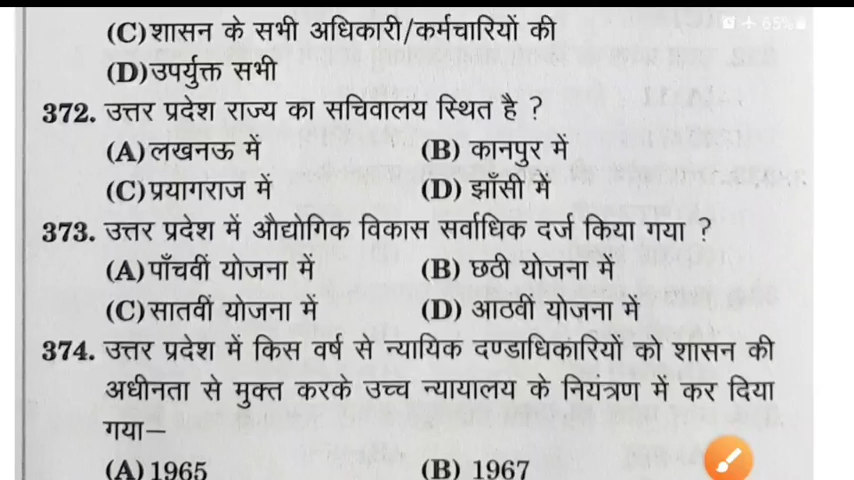 (C)शासन के सभी अधिकारी/कर्मचारियों की
65%
(D)उपर्युक्त सभी
372. उत्तर प्रदेश राज्य का सचिवालय स्थित है ?
(A)लखनऊ में (B) कानपुर में
(C)प्रयागराज में (D) झाँसी में
373. उत्तर प्रदेश में औद्योगिक विकास सर्वाधिक दर्ज किया गया ?
(A)पाँचवीं योजना में (B) छठी योजना में
(C)सातवीं योजना में (D) आठवीं योजना में
374. उत्तर प्रदेश में किस वर्ष से न्यायिक दण्डाधिकारियों को शासन की
अधीनता से मुक्त करके उच्च न्यायालय के नियत्रण में कर दिया
गया–
(A) 1965 (B) 1967